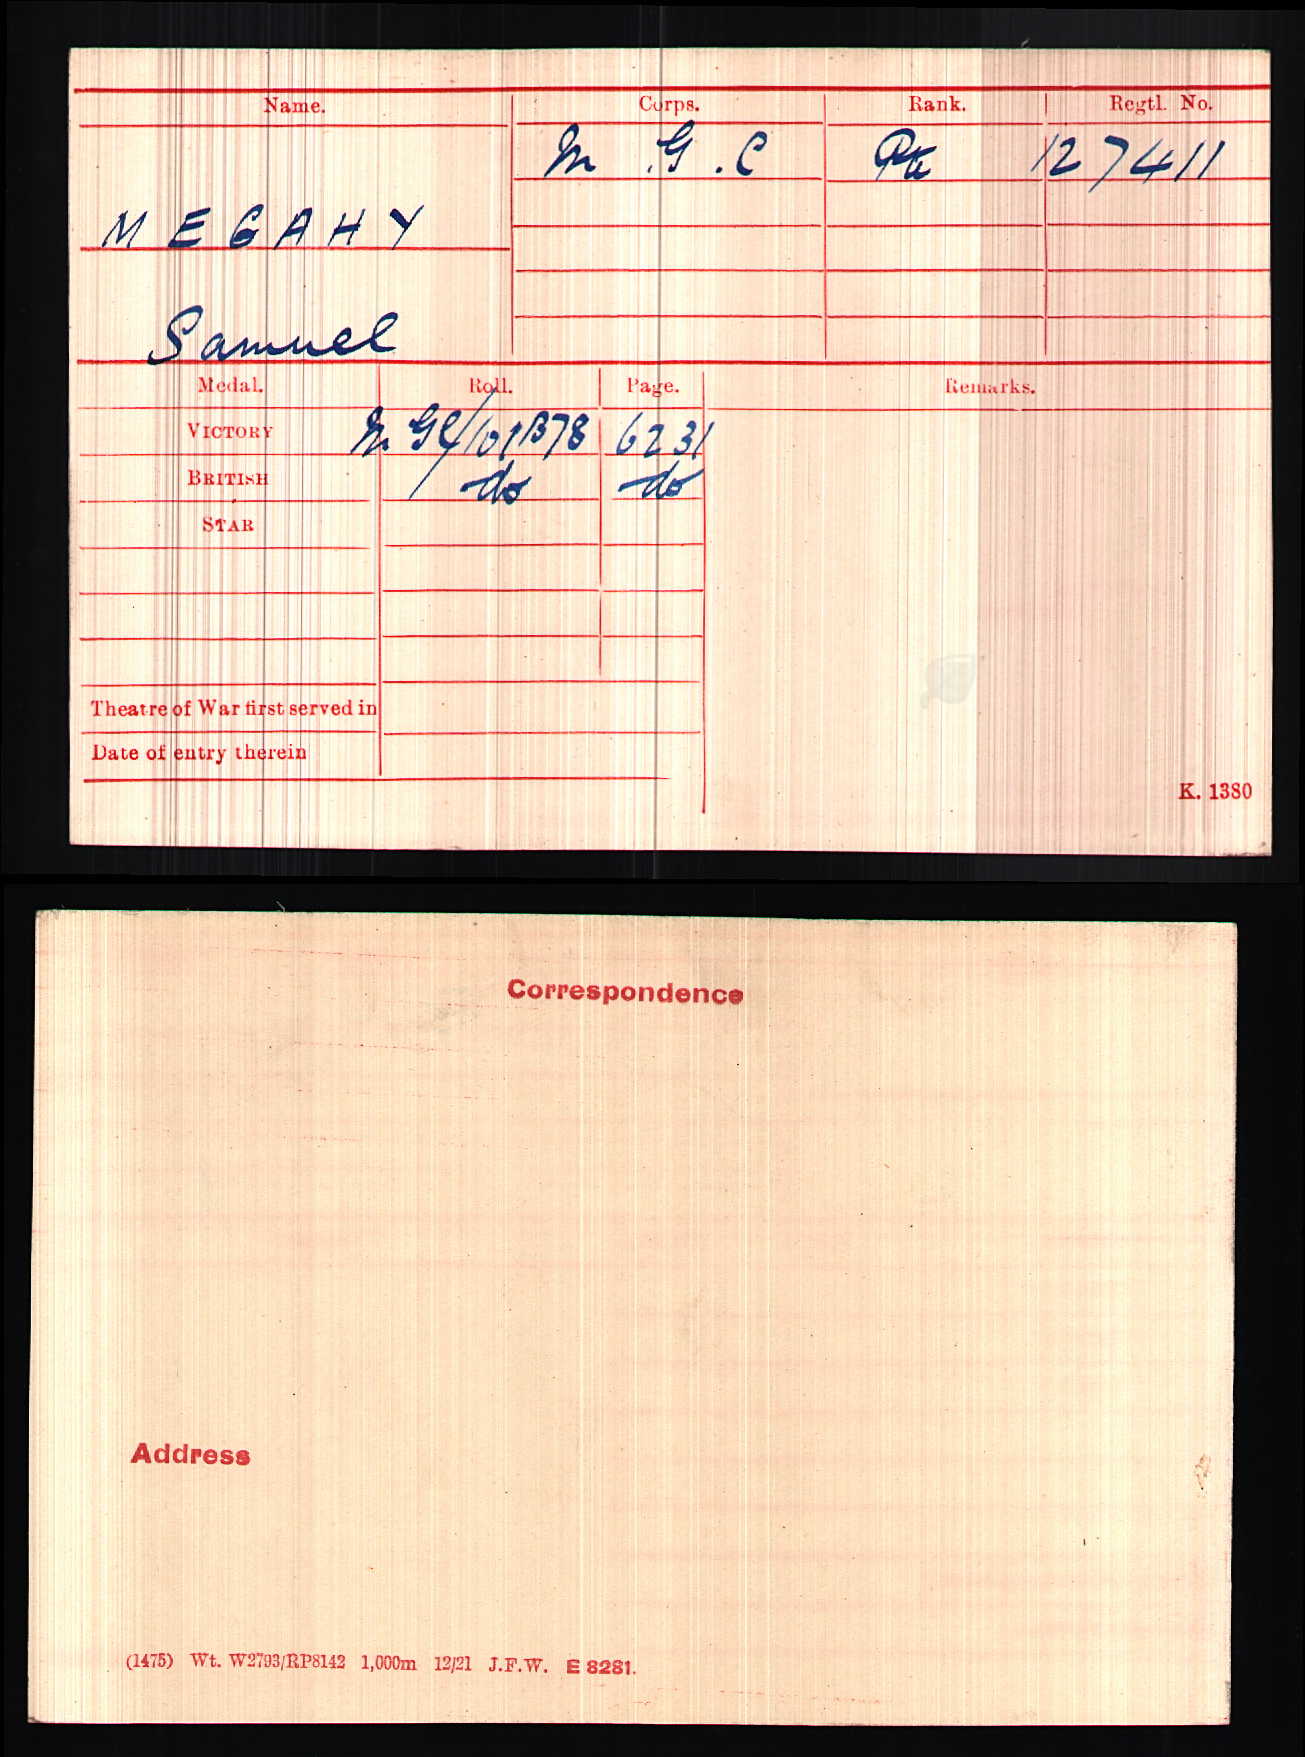 Name. Corps. Rank. Regtl. No.
M. G. C Pte 127411
MEGAHY
Samuel
Medal. Roll. Page. Remarks.
VICTORY M GC/101B78 6231
BRITISH do do
STAR
Theatre of War first served in
Date of entry therein
K. 1380
Correspondence
Address
(1475) Wt. W2793/RP8142 1,000m 12/21 J.F.W. E 8281.